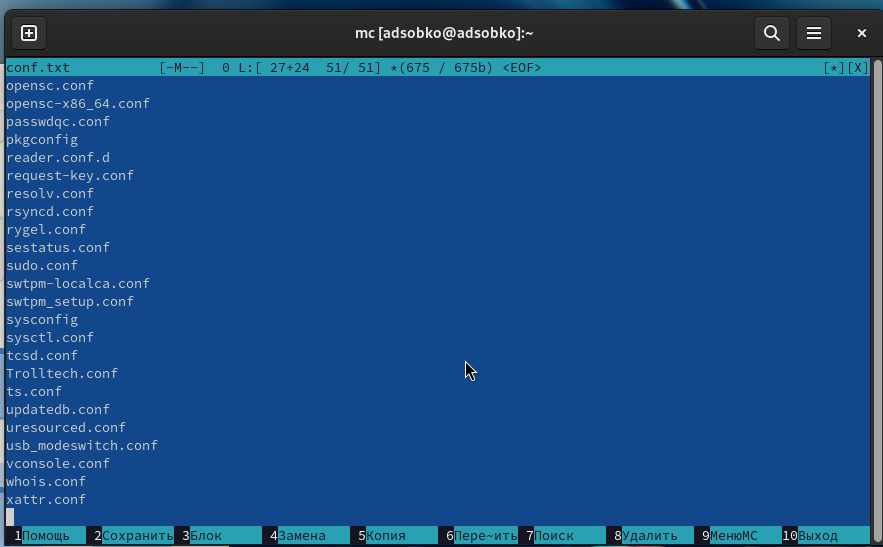 mc [adsobko@adsobko]:~
conf.txt [-M--] 0 L:[ 27+24 51/ 51] *(675 / 675b) <EOF> [*][X]
opensc.conf
opensc-x86_64.conf
passwdqc.conf
pkgconfig
reader.conf.d
request-key.conf
resolv.conf
rsyncd.conf
rygel.conf
sestatus.conf
sudo.conf
swtpm-localca.conf
swtpm_setup.conf
sysconfig
sysctl.conf
tcsd.conf
Trolltech.conf
ts.conf
updatedb.conf
uresourced.conf
usb_modeswitch.conf
vconsole.conf
whois.conf
xattr.conf
1Помощь 2Сохранить 3Блок 4Замена 5Копия 6Пере~ить 7Поиск 8Удалить 9МенюMC 10Выход